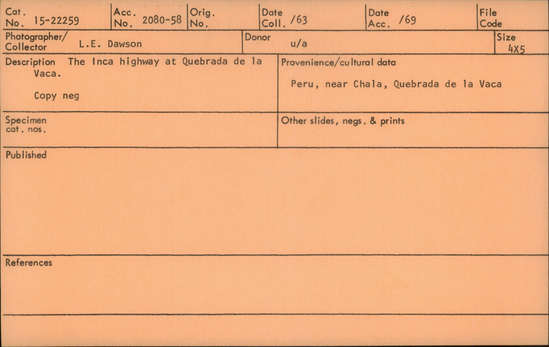 Cat. No. 15-22259 Acc. No. 2080-58 Orig. No. Date Coll. /63 Date Acc. /69 File Code
Photographer/ Collector L.E. Dawson Donor u/a Size 4X5
Description The Inca highway at Quebrada de la Vaca.
Copy neg
Provenience/cultural data
Peru, near Chala, Quebrada de la Vaca
Specimen cat. nos.
Other slides, negs. & prints
Published
References